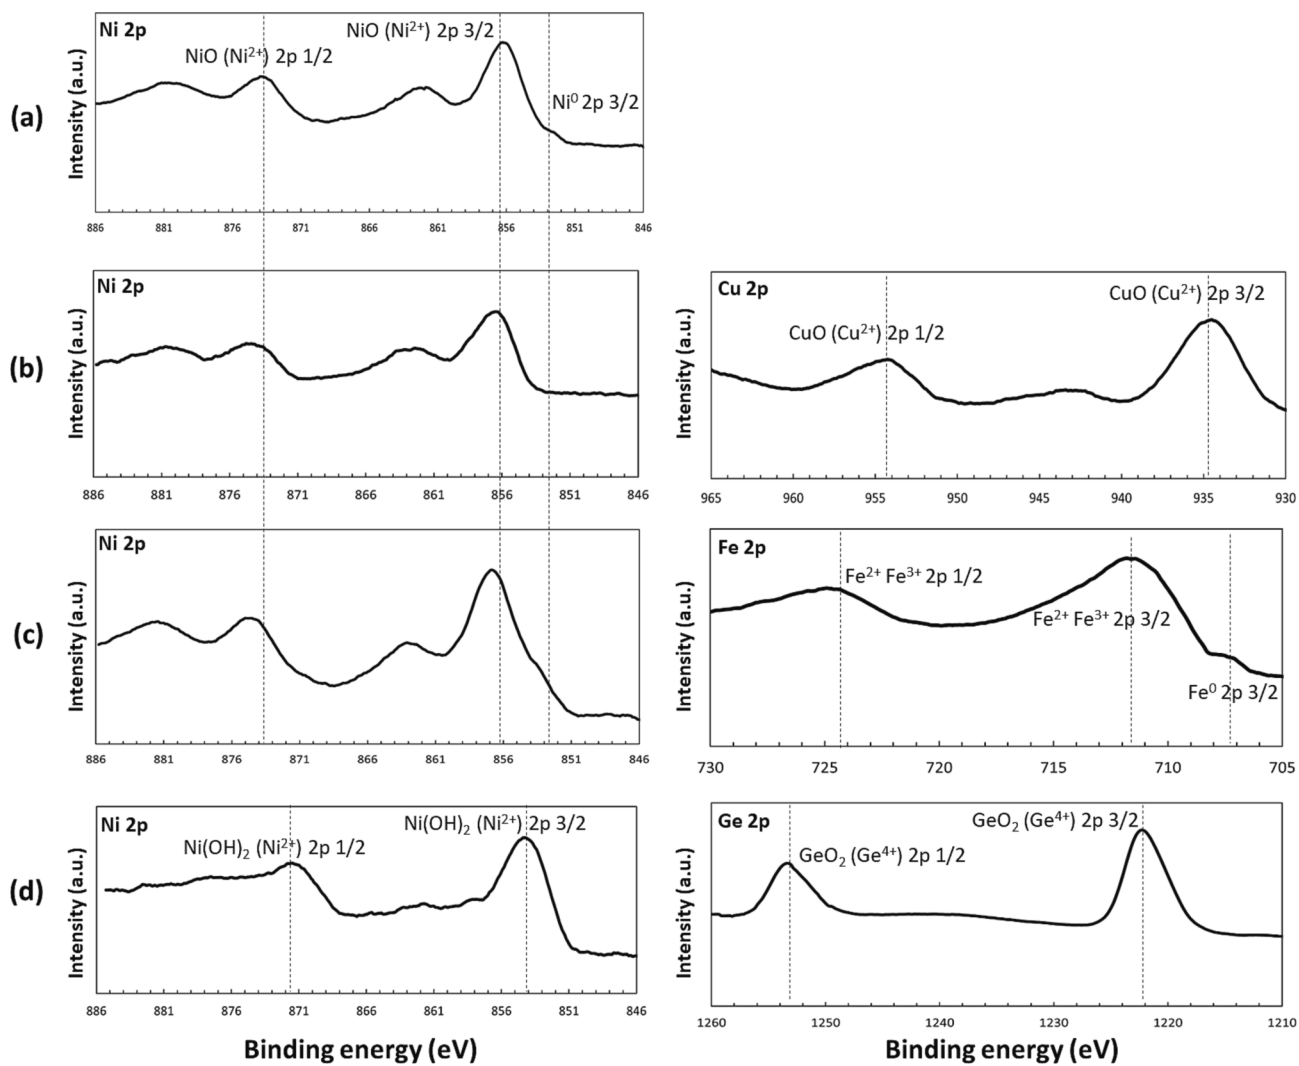 Ni 2p
NiO (Ni²⁺) 2p 1/2
NiO (Ni²⁺) 2p 3/2
Ni⁰ 2p 3/2
Intensity (a.u.)
(a)
886 881 876 871 866 861 856 851 846
Ni 2p
Intensity (a.u.)
(b)
886 881 876 871 866 861 856 851 846
Cu 2p
CuO (Cu²⁺) 2p 1/2
CuO (Cu²⁺) 2p 3/2
Intensity (a.u.)
965 960 955 950 945 940 935 930
Ni 2p
Intensity (a.u.)
(c)
886 881 876 871 866 861 856 851 846
Fe 2p
Fe²⁺ Fe³⁺ 2p 1/2
Fe²⁺ Fe³⁺ 2p 3/2
Fe⁰ 2p 3/2
Intensity (a.u.)
730 725 720 715 710 705
Ni 2p
Ni(OH)₂ (Ni²⁺) 2p 1/2
Ni(OH)₂ (Ni²⁺) 2p 3/2
Intensity (a.u.)
(d)
886 881 876 871 866 861 854 851 846
Binding energy (eV)
Ge 2p
GeO₂ (Ge⁴⁺) 2p 1/2
GeO₂ (Ge⁴⁺) 2p 3/2
Intensity (a.u.)
1260 1250 1240 1230 1220 1210
Binding energy (eV)